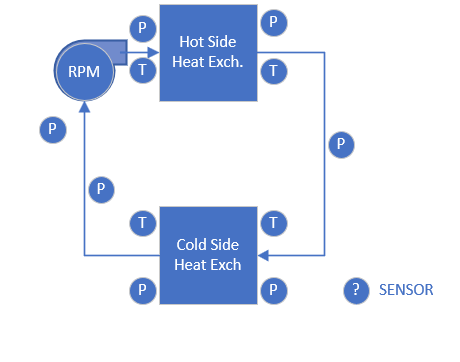 P
P
Hot Side
Heat Exch.
RPM
T
T
P
P
P
T
T
Cold Side
Heat Exch
P
P
?
SENSOR